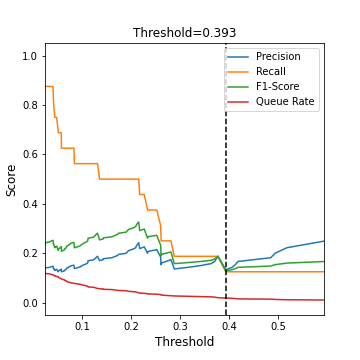 Threshold=0.393
Precision
Recall
F1-Score
Queue Rate
Score
1.0
0.8
0.6
0.4
0.2
0.0
0.1 0.2 0.3 0.4 0.5
Threshold